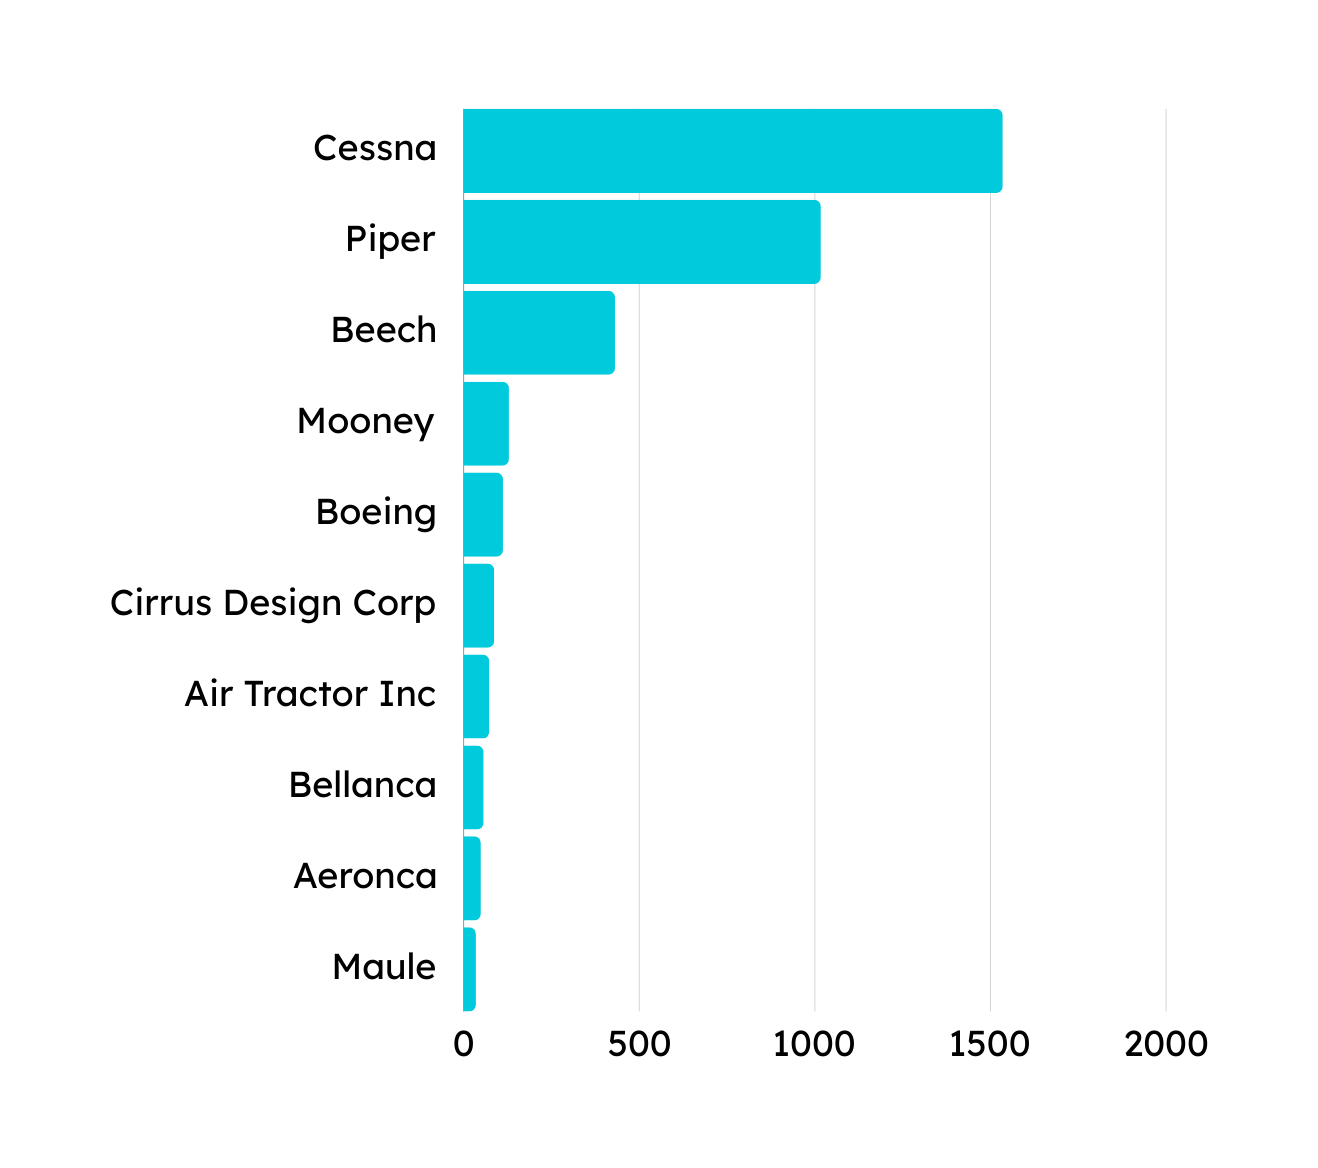 Cessna
Piper
Beech
Mooney
Boeing
Cirrus Design Corp
Air Tractor Inc
Bellanca
Aeronca
Maule
0 500 1000 1500 2000